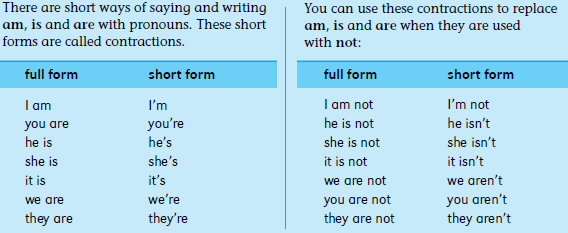 There are short ways of saying and writing
am, is and are with pronouns. These short
forms are called contractions.
full form short form
I am I'm
you are you're
he is he's
she is she's
it is it's
we are we're
they are they're
You can use these contractions to replace
am, is and are when they are used
with not:
full form short form
I am not I'm not
he is not he isn't
she is not she isn't
it is not it isn't
we are not we aren't
you are not you aren't
they are not they aren't